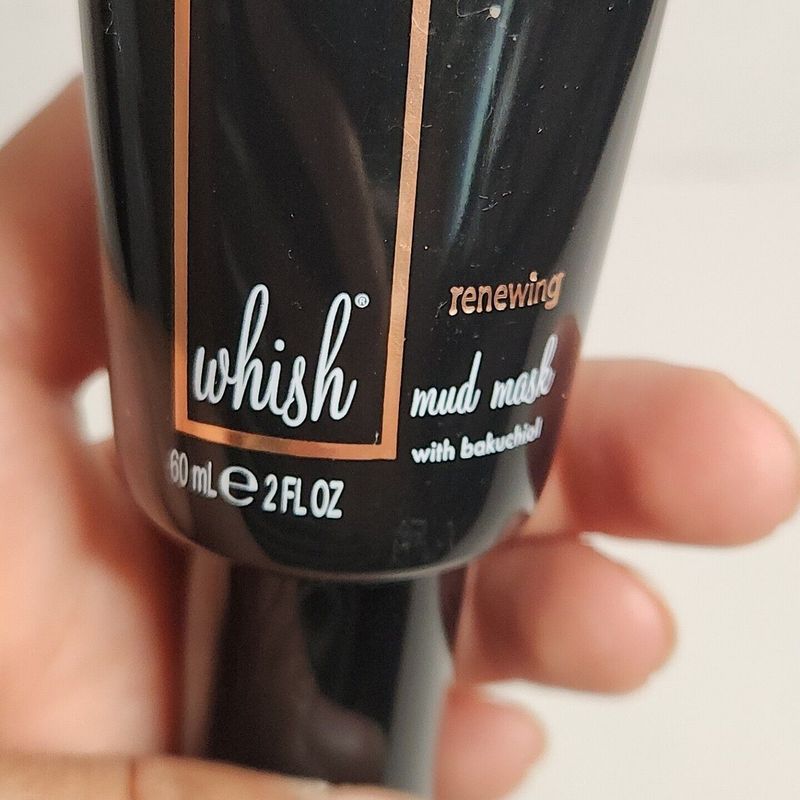 whish®
60 mL e 2 FL OZ
renewing
mud mask
with bakuchiol